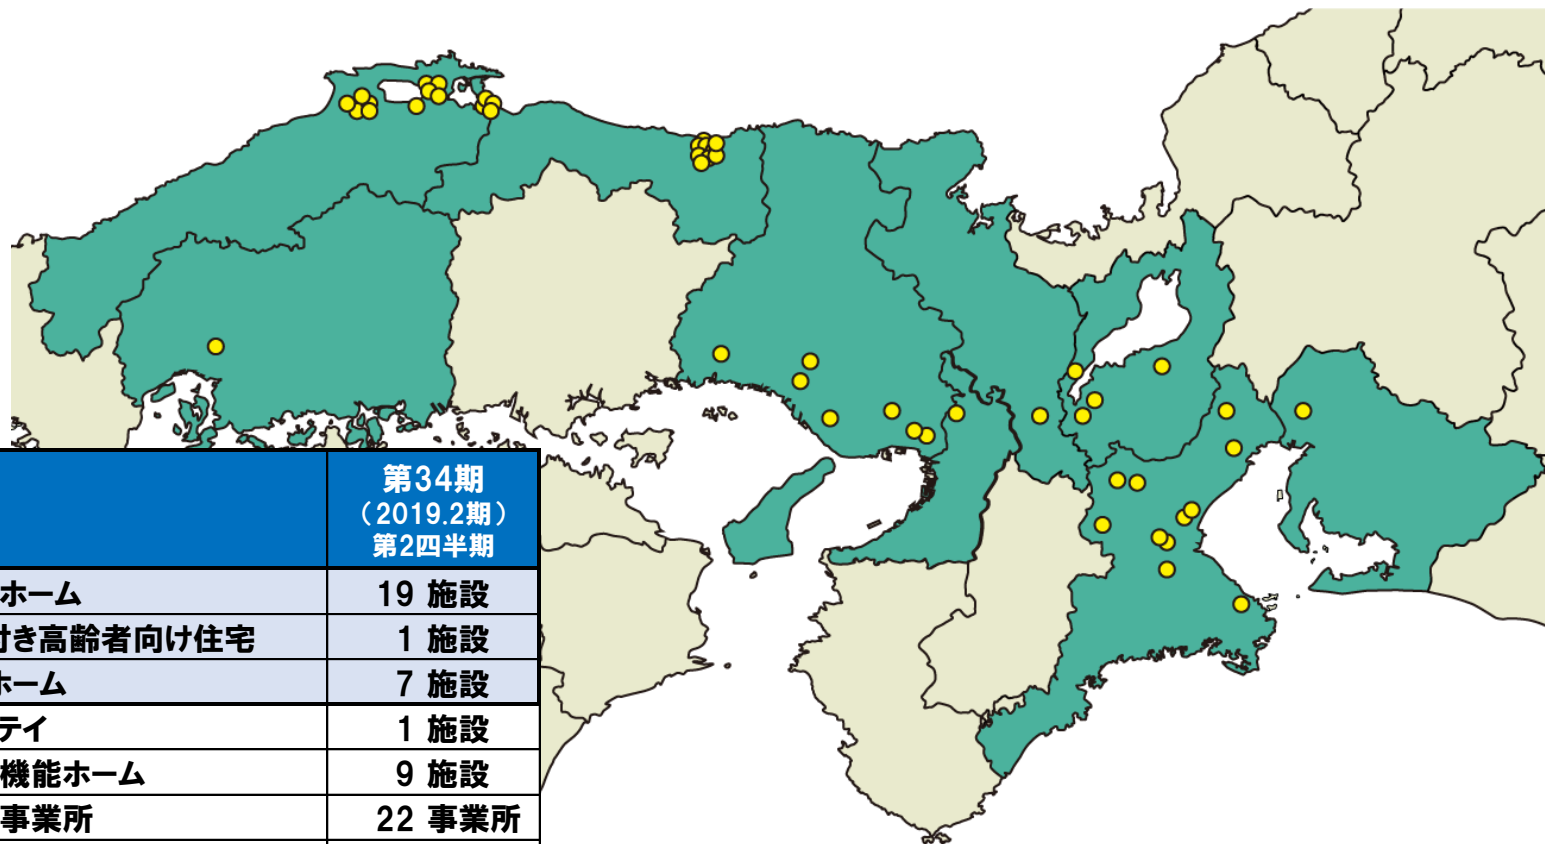 第34期
（2019.2期）
第2四半期
ホーム 19 施設
付き高齢者向け住宅 1 施設
ホーム 7 施設
テイ 1 施設
機能ホーム 9 施設
事業所 22 事業所